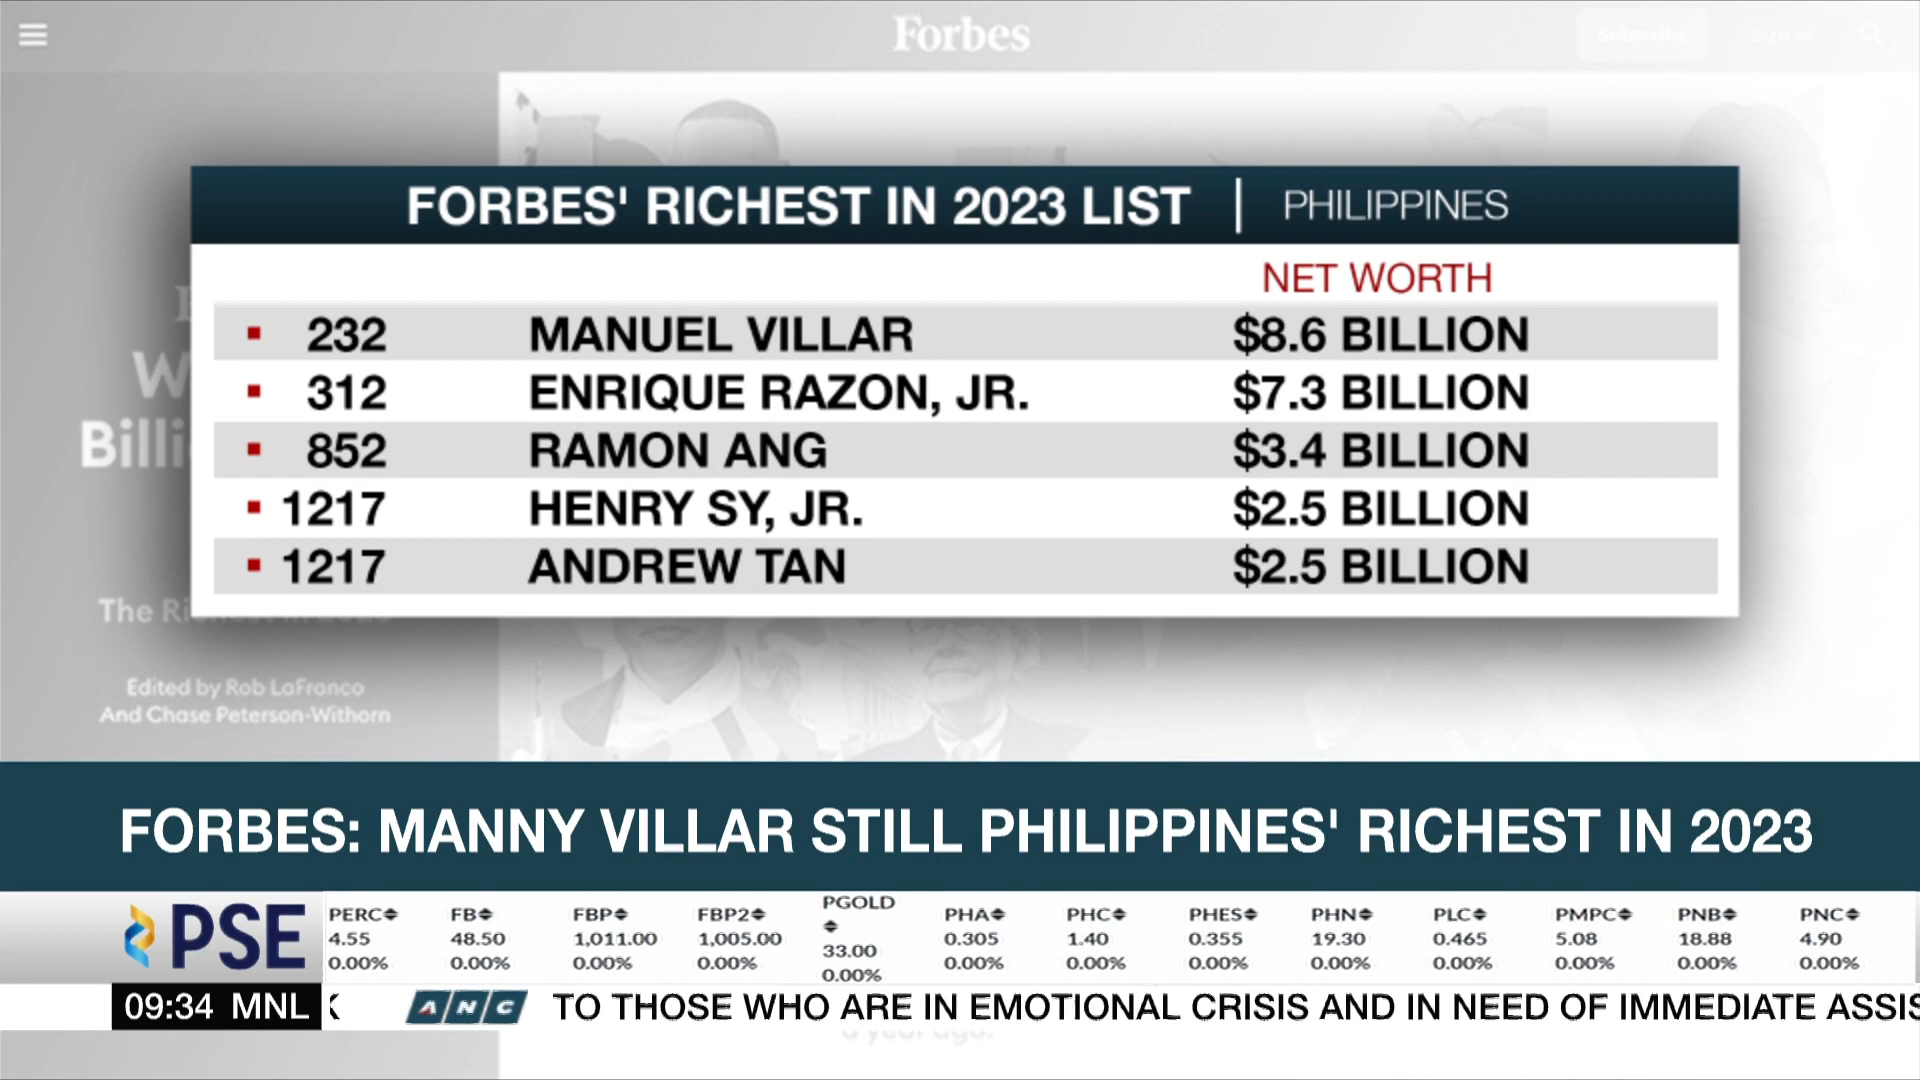 Forbes
Subscribe
Sign In
FORBES' RICHEST IN 2023 LIST | PHILIPPINES
NET WORTH
232 MANUEL VILLAR $8.6 BILLION
312 ENRIQUE RAZON, JR. $7.3 BILLION
852 RAMON ANG $3.4 BILLION
1217 HENRY SY, JR. $2.5 BILLION
1217 ANDREW TAN $2.5 BILLION
Edited by Rob LaFranco
And Chase Peterson-Withorn
FORBES: MANNY VILLAR STILL PHILIPPINES' RICHEST IN 2023
PSE
PERC FB FBP FBP2 PGOLD PHA PHC PHES PHN PLC PMPC PNB PNC
4.55 48.50 1,011.00 1,005.00 33.00 0.305 1.40 0.355 19.30 0.465 5.08 18.88 4.90
0.00% 0.00% 0.00% 0.00% 0.00% 0.00% 0.00% 0.00% 0.00% 0.00% 0.00% 0.00% 0.00%
09:34 MNL K ANC TO THOSE WHO ARE IN EMOTIONAL CRISIS AND IN NEED OF IMMEDIATE ASSIS
a year ago.